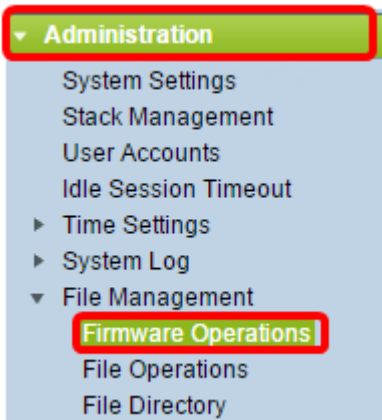 Administration
System Settings
Stack Management
User Accounts
Idle Session Timeout
Time Settings
System Log
File Management
Firmware Operations
File Operations
File Directory